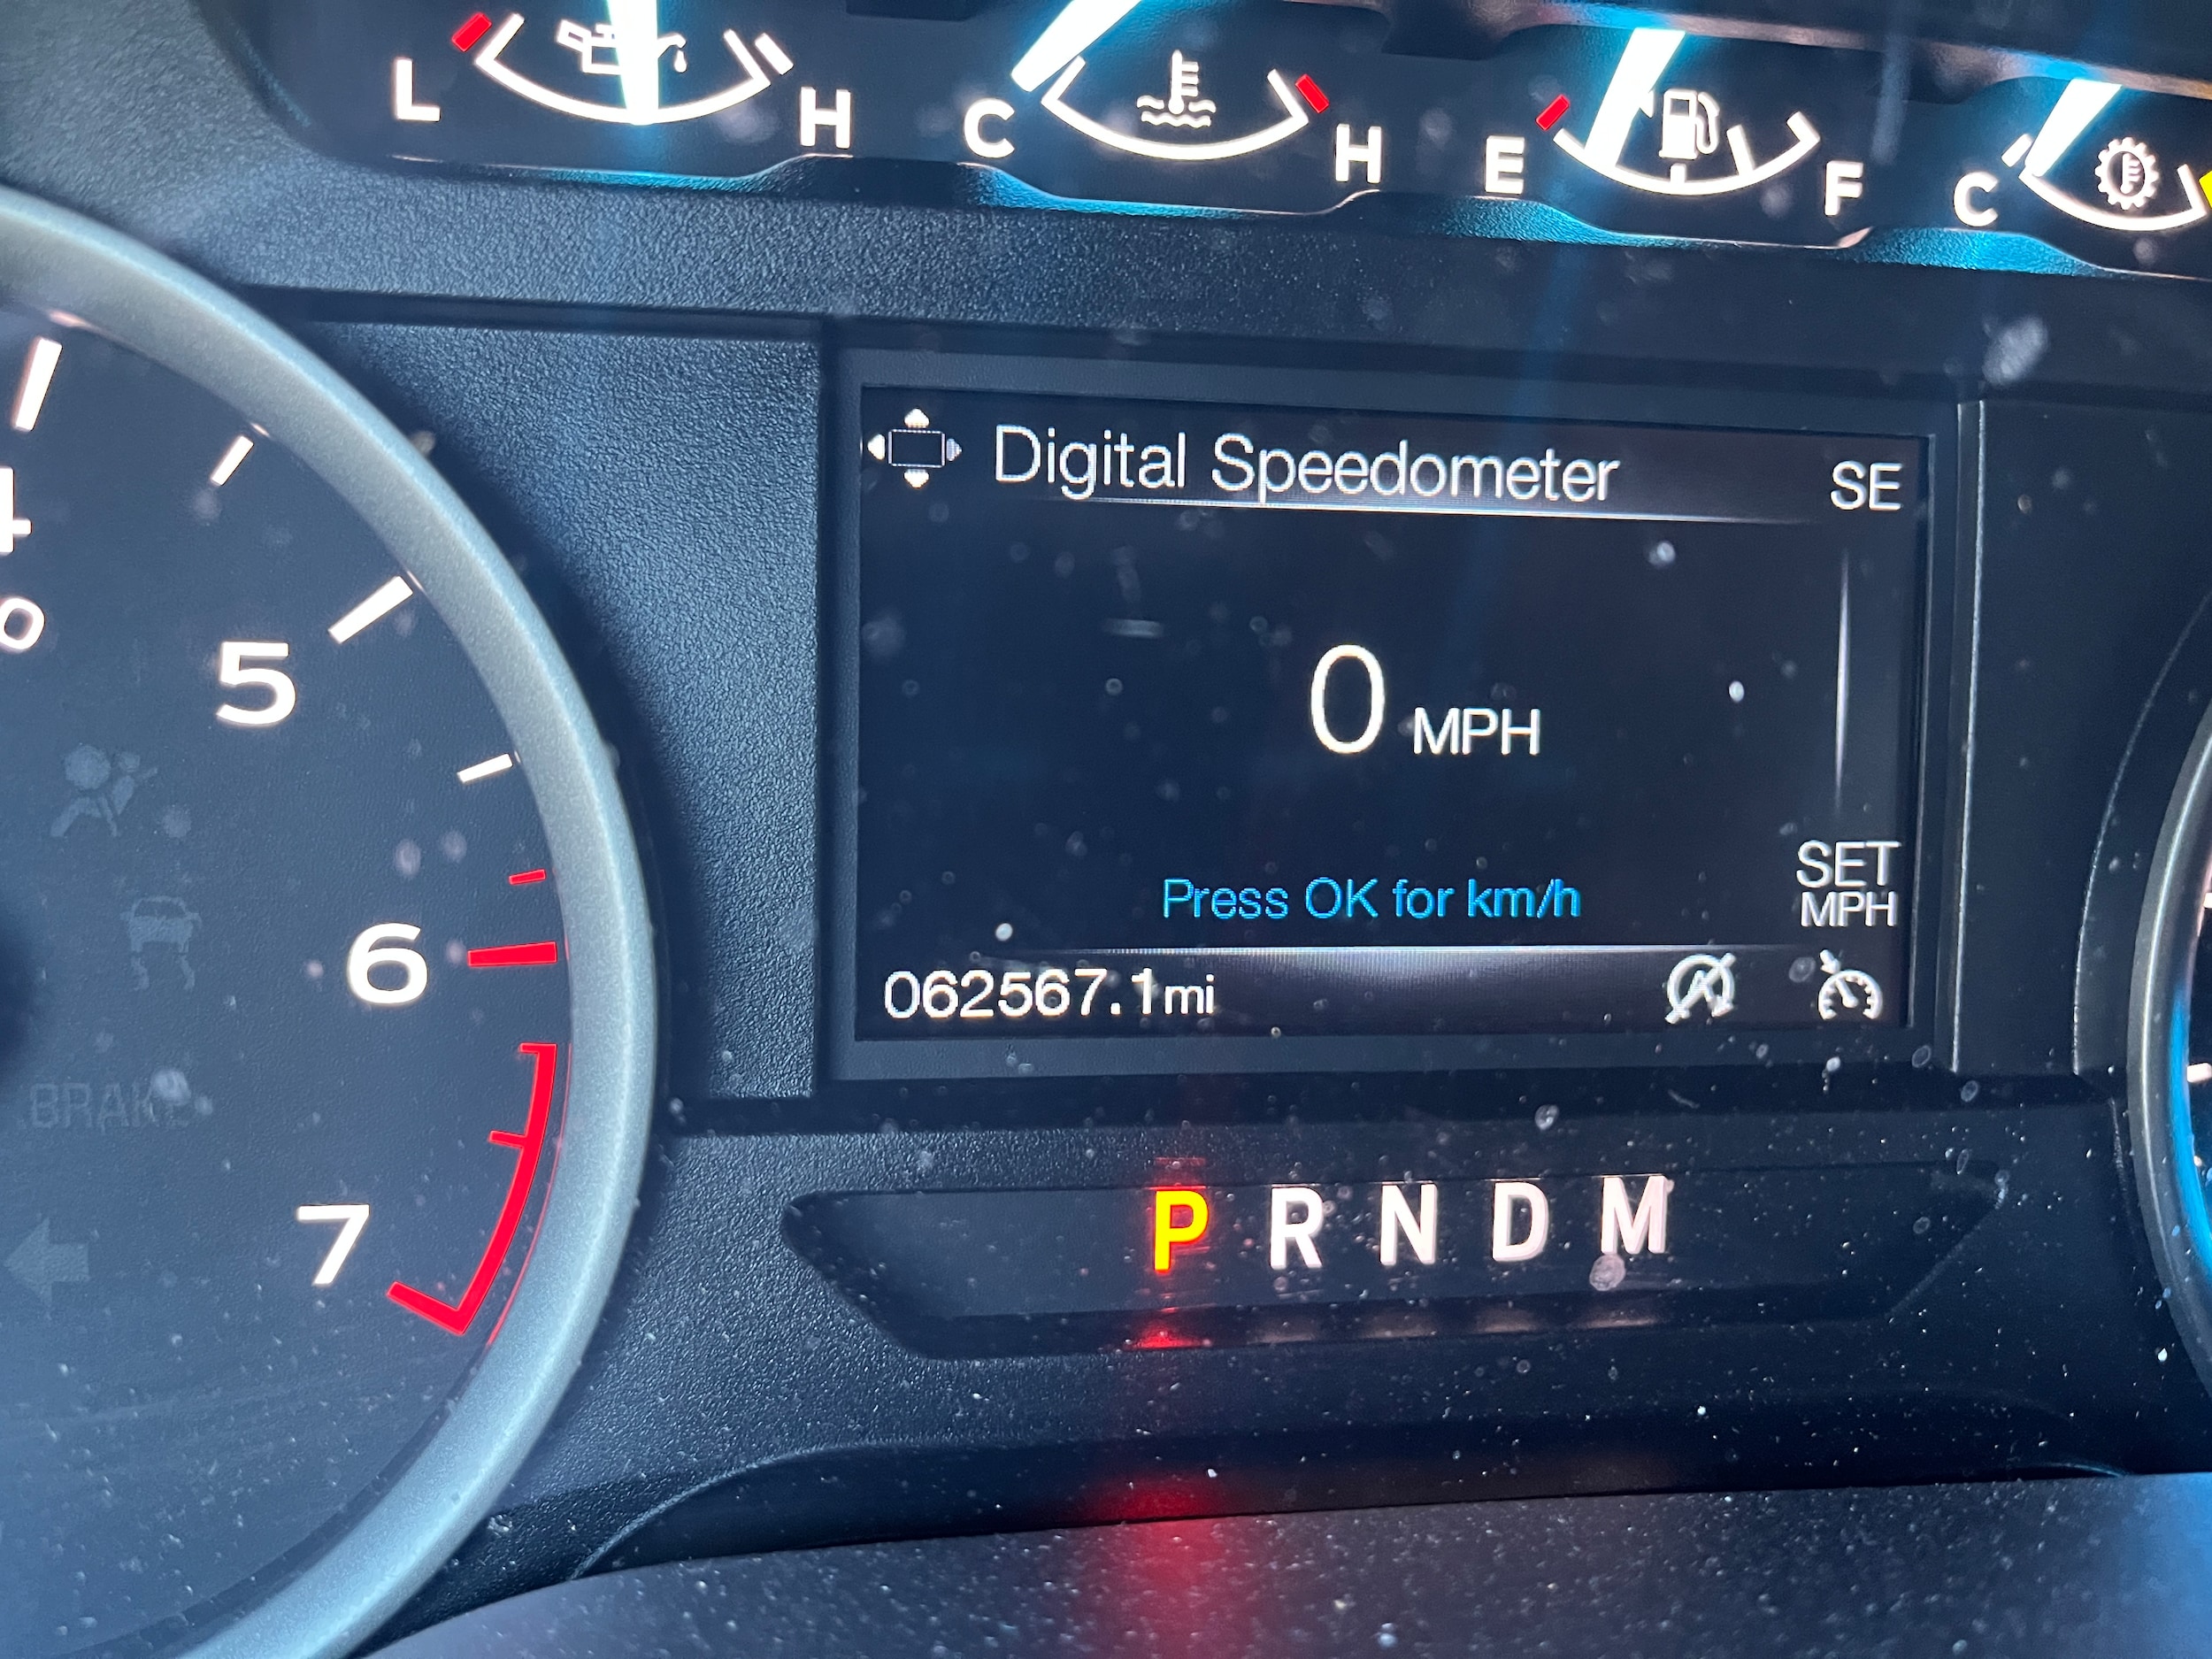 L H C H E F C
Digital Speedometer SE
4
5
0 MPH
6
Press OK for km/h
SET
MPH
062567.1mi
BRAKE
7
P R N D M